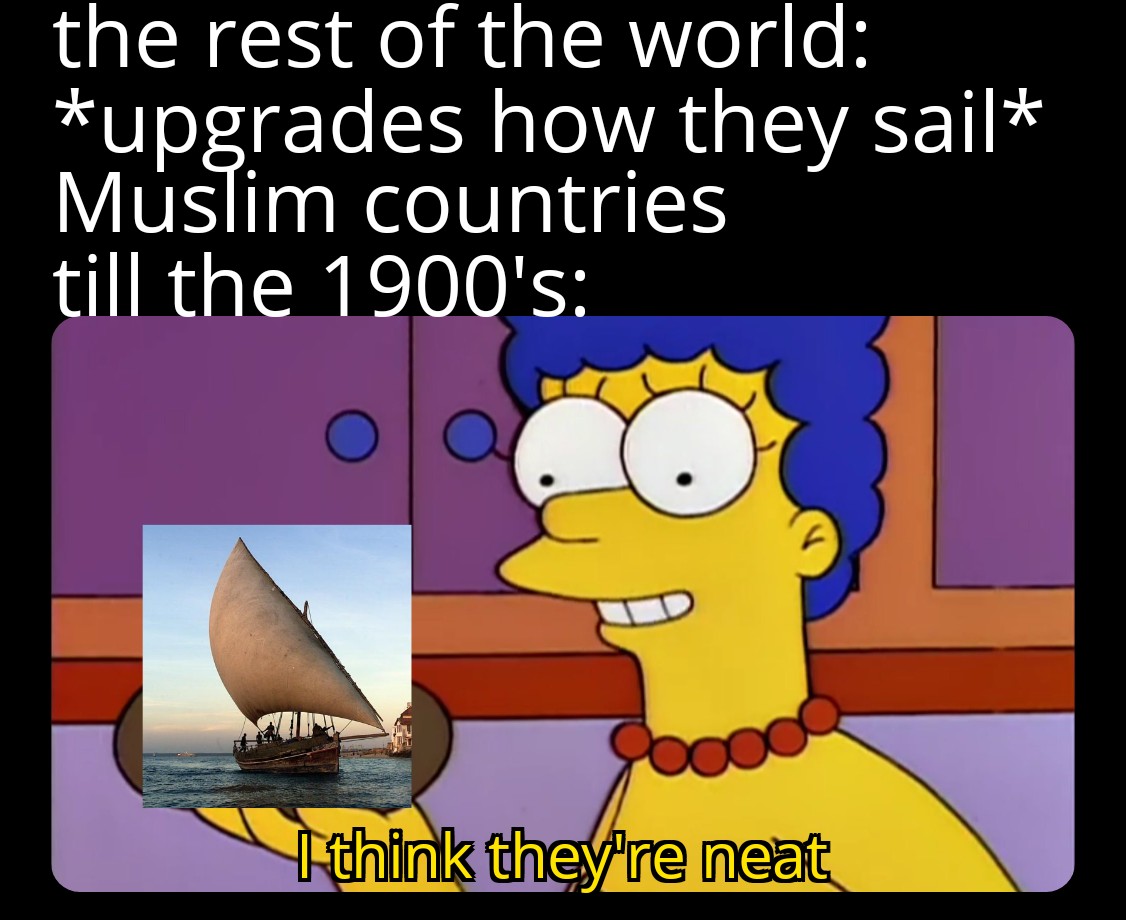 the rest of the world:
*upgrades how they sail*
Muslim countries
till the 1900's:
I think they're neat